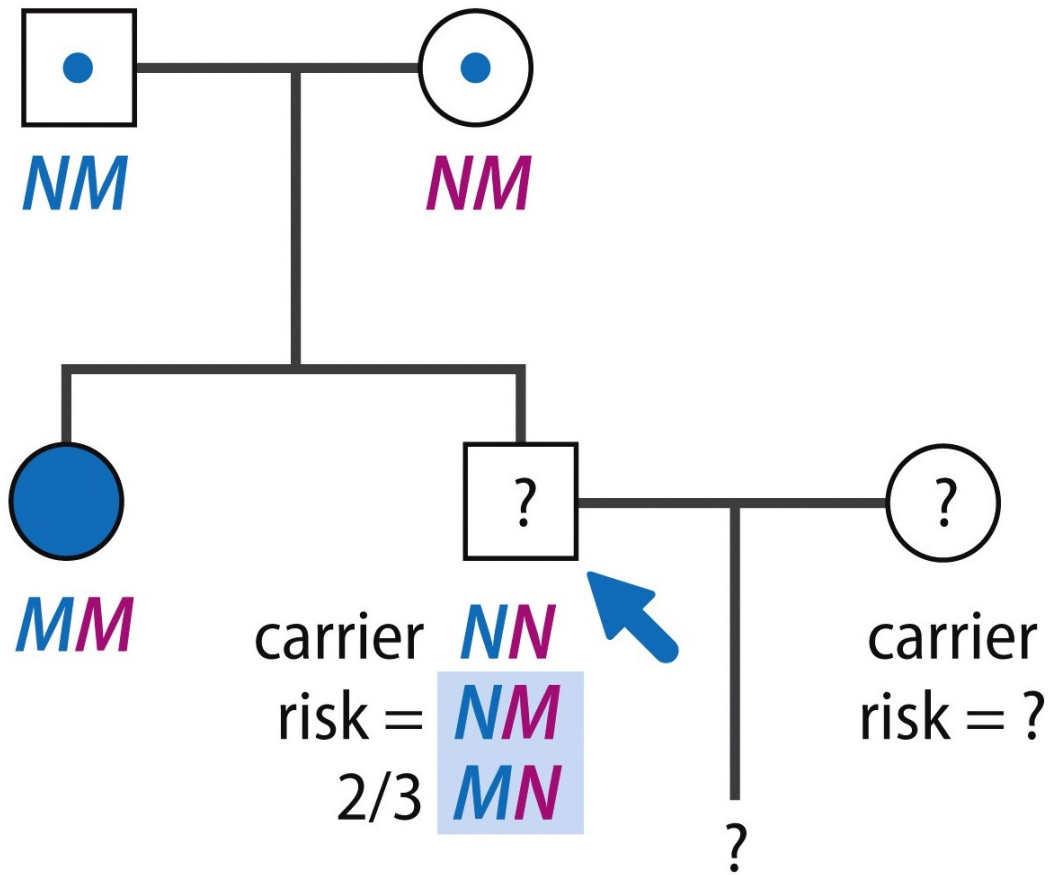 NM
NM
?
?
MM
carrier NN
risk = NM
2/3 MN
carrier
risk = ?
?